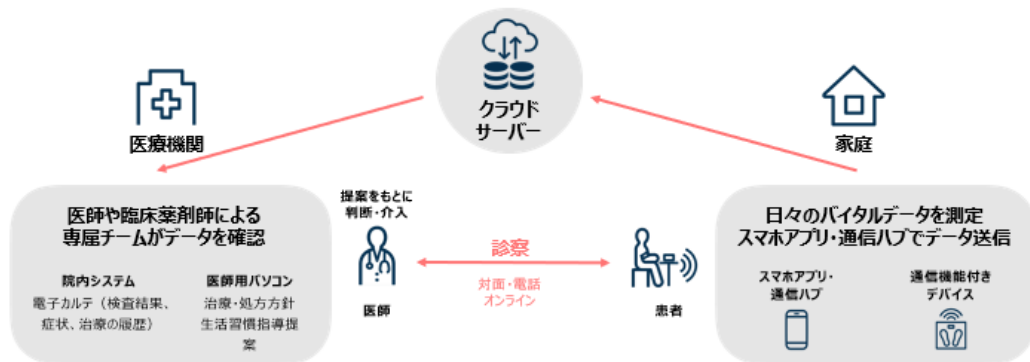 クラウド
サーバー
医療機関
家庭
医師や臨床薬剤師による
専属チームがデータを確認
院内システム
電子カルテ（検査結果、
症状、治療の履歴）
医師用パソコン
治療・処方方針
生活習慣指導提
案
提案をもとに
判断・介入
医師
診察
対面・電話
オンライン
患者
日々のバイタルデータを測定
スマホアプリ・通信ハブでデータ送信
スマホアプリ・
通信ハブ
通信機能付き
デバイス